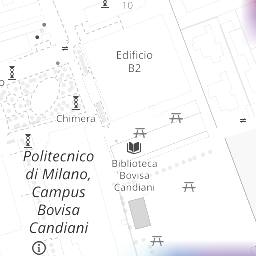 10
Edificio
B2
o
Chimera
Politecnico
di Milano,
Campus
Bovisa
Candiani
Biblioteca
Bovisa
Candiani